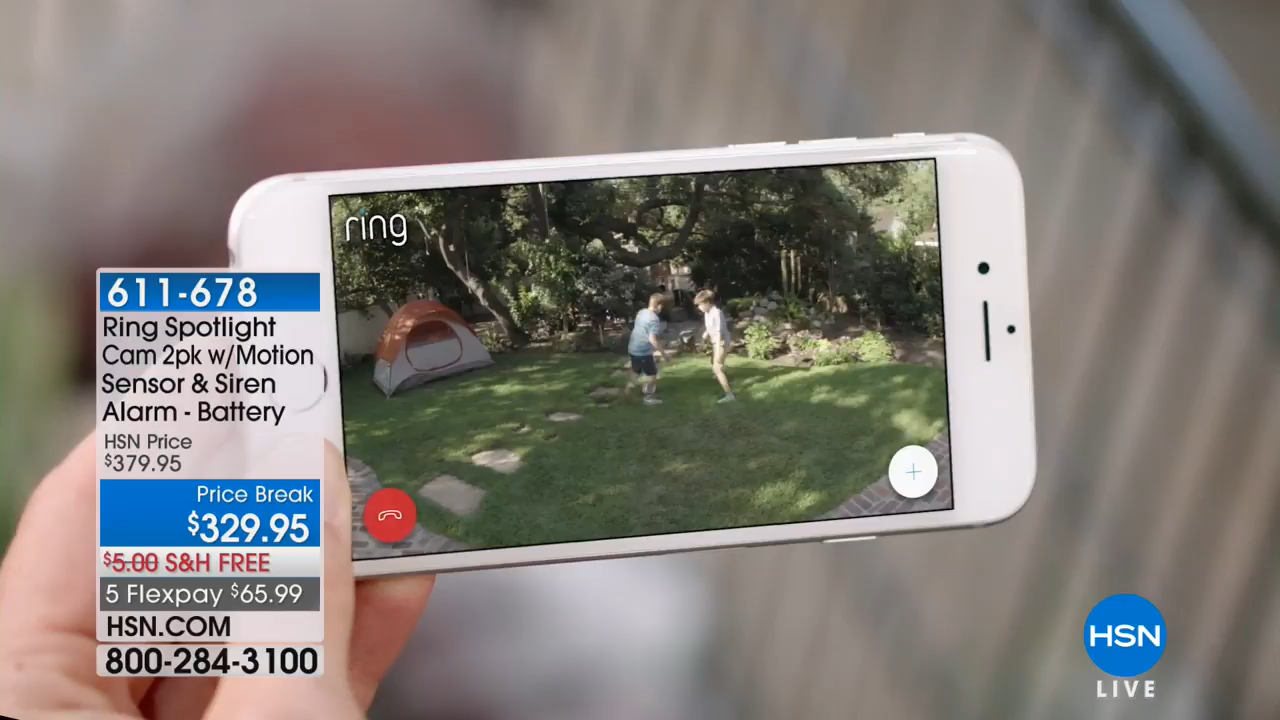 ring
611-678
Ring Spotlight
Cam 2pk w/Motion
Sensor & Siren
Alarm - Battery
HSN Price
$379.95
Price Break
$329.95
$5.00 S&H FREE
5 Flexpay $65.99
HSN.COM
800-284-3100
HSN
LIVE